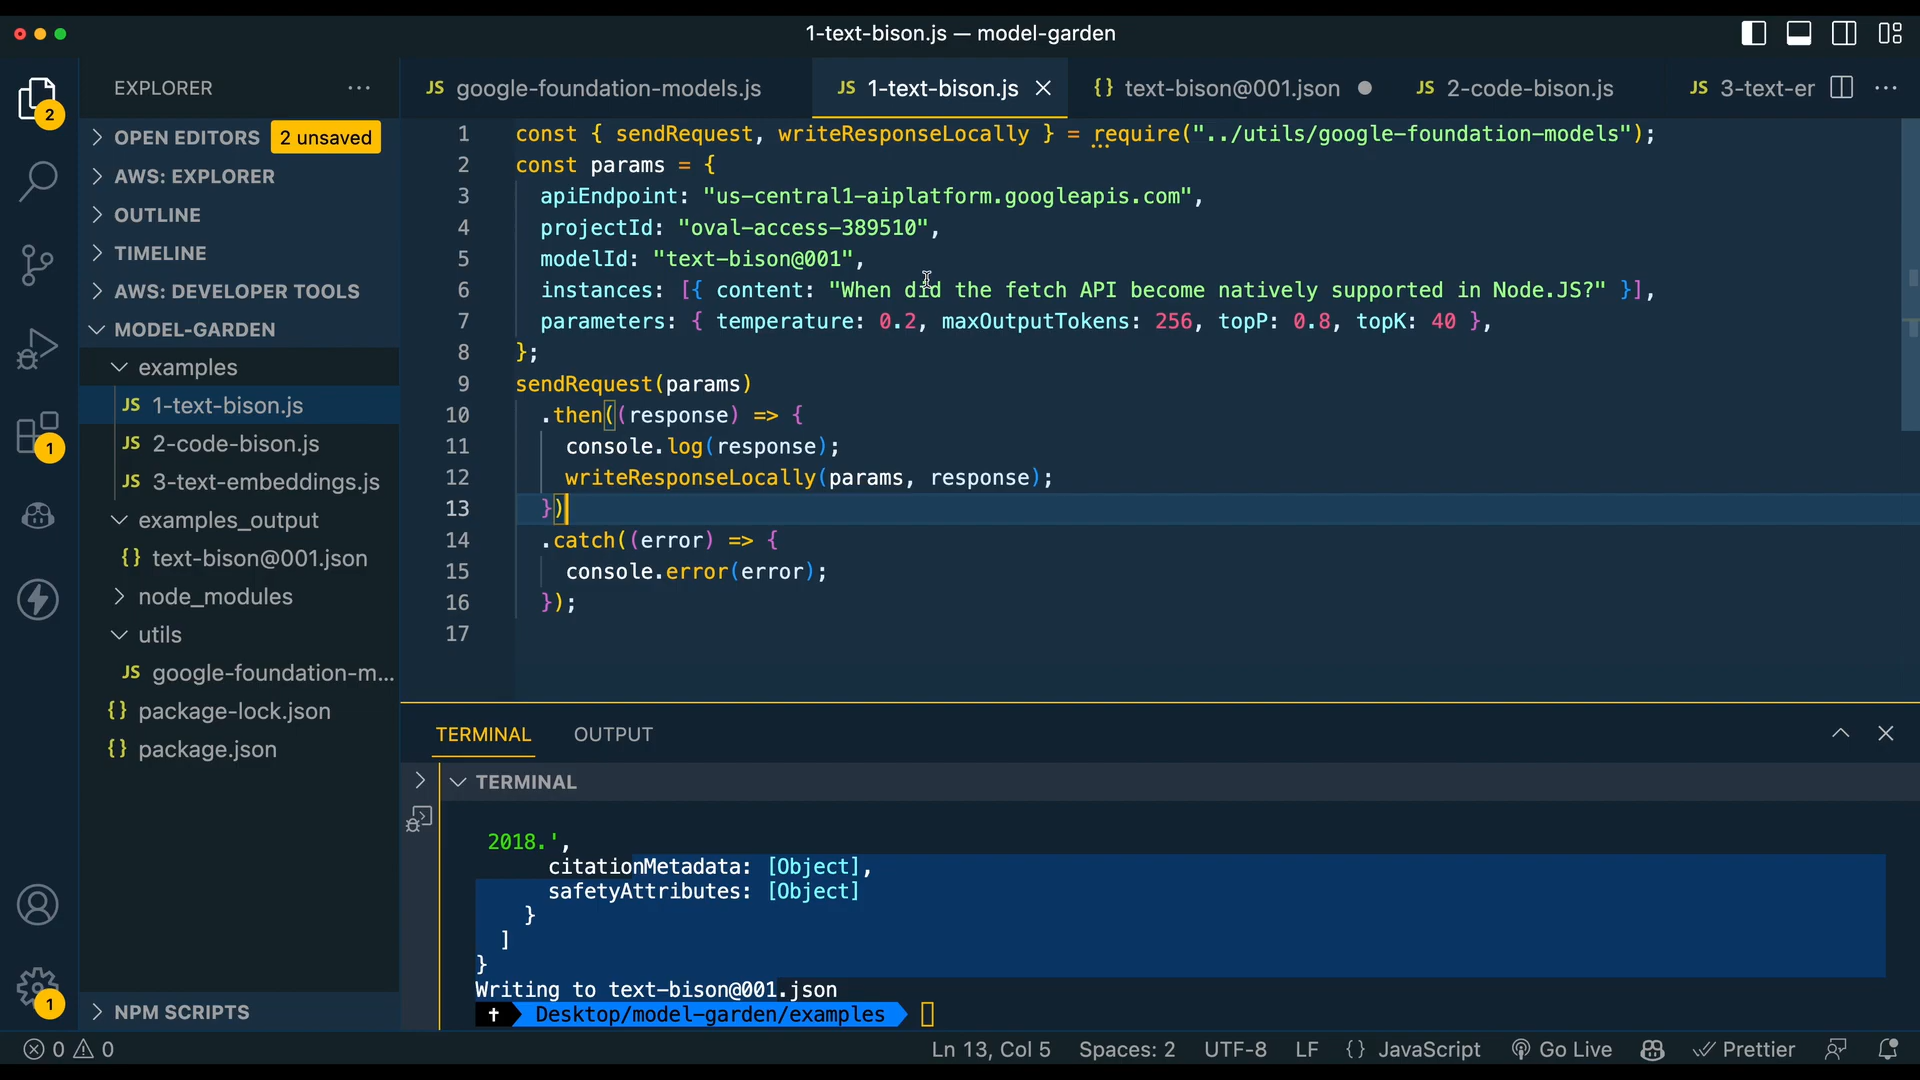 1-text-bison.js — model-garden
EXPLORER
2
OPEN EDITORS 2 unsaved
AWS: EXPLORER
OUTLINE
TIMELINE
AWS: DEVELOPER TOOLS
MODEL-GARDEN
examples
JS 1-text-bison.js
JS 2-code-bison.js
JS 3-text-embeddings.js
examples_output
{} text-bison@001.json
node_modules
utils
JS google-foundation-m...
{} package-lock.json
{} package.json
NPM SCRIPTS
1
1
JS google-foundation-models.js
JS 1-text-bison.js
{} text-bison@001.json
JS 2-code-bison.js
JS 3-text-er
1 const { sendRequest, writeResponseLocally } = require("../utils/google-foundation-models");
2 const params = {
3 apiEndpoint: "us-central1-aiplatform.googleapis.com",
4 projectId: "oval-access-389510",
5 modelId: "text-bison@001",
6 instances: [{ content: "When did the fetch API become natively supported in Node.JS?" }],
7 parameters: { temperature: 0.2, maxOutputTokens: 256, topP: 0.8, topK: 40 },
8 };
9 sendRequest(params)
10 .then((response) => {
11 console.log(response);
12 writeResponseLocally(params, response);
13 })
14 .catch((error) => {
15 console.error(error);
16 });
17
TERMINAL OUTPUT
TERMINAL
2018.',
citationMetadata: [Object],
safetyAttributes: [Object]
}
]
}
Writing to text-bison@001.json
Desktop/model-garden/examples
0 0
Ln 13, Col 5 Spaces: 2 UTF-8 LF {} JavaScript Go Live Prettier